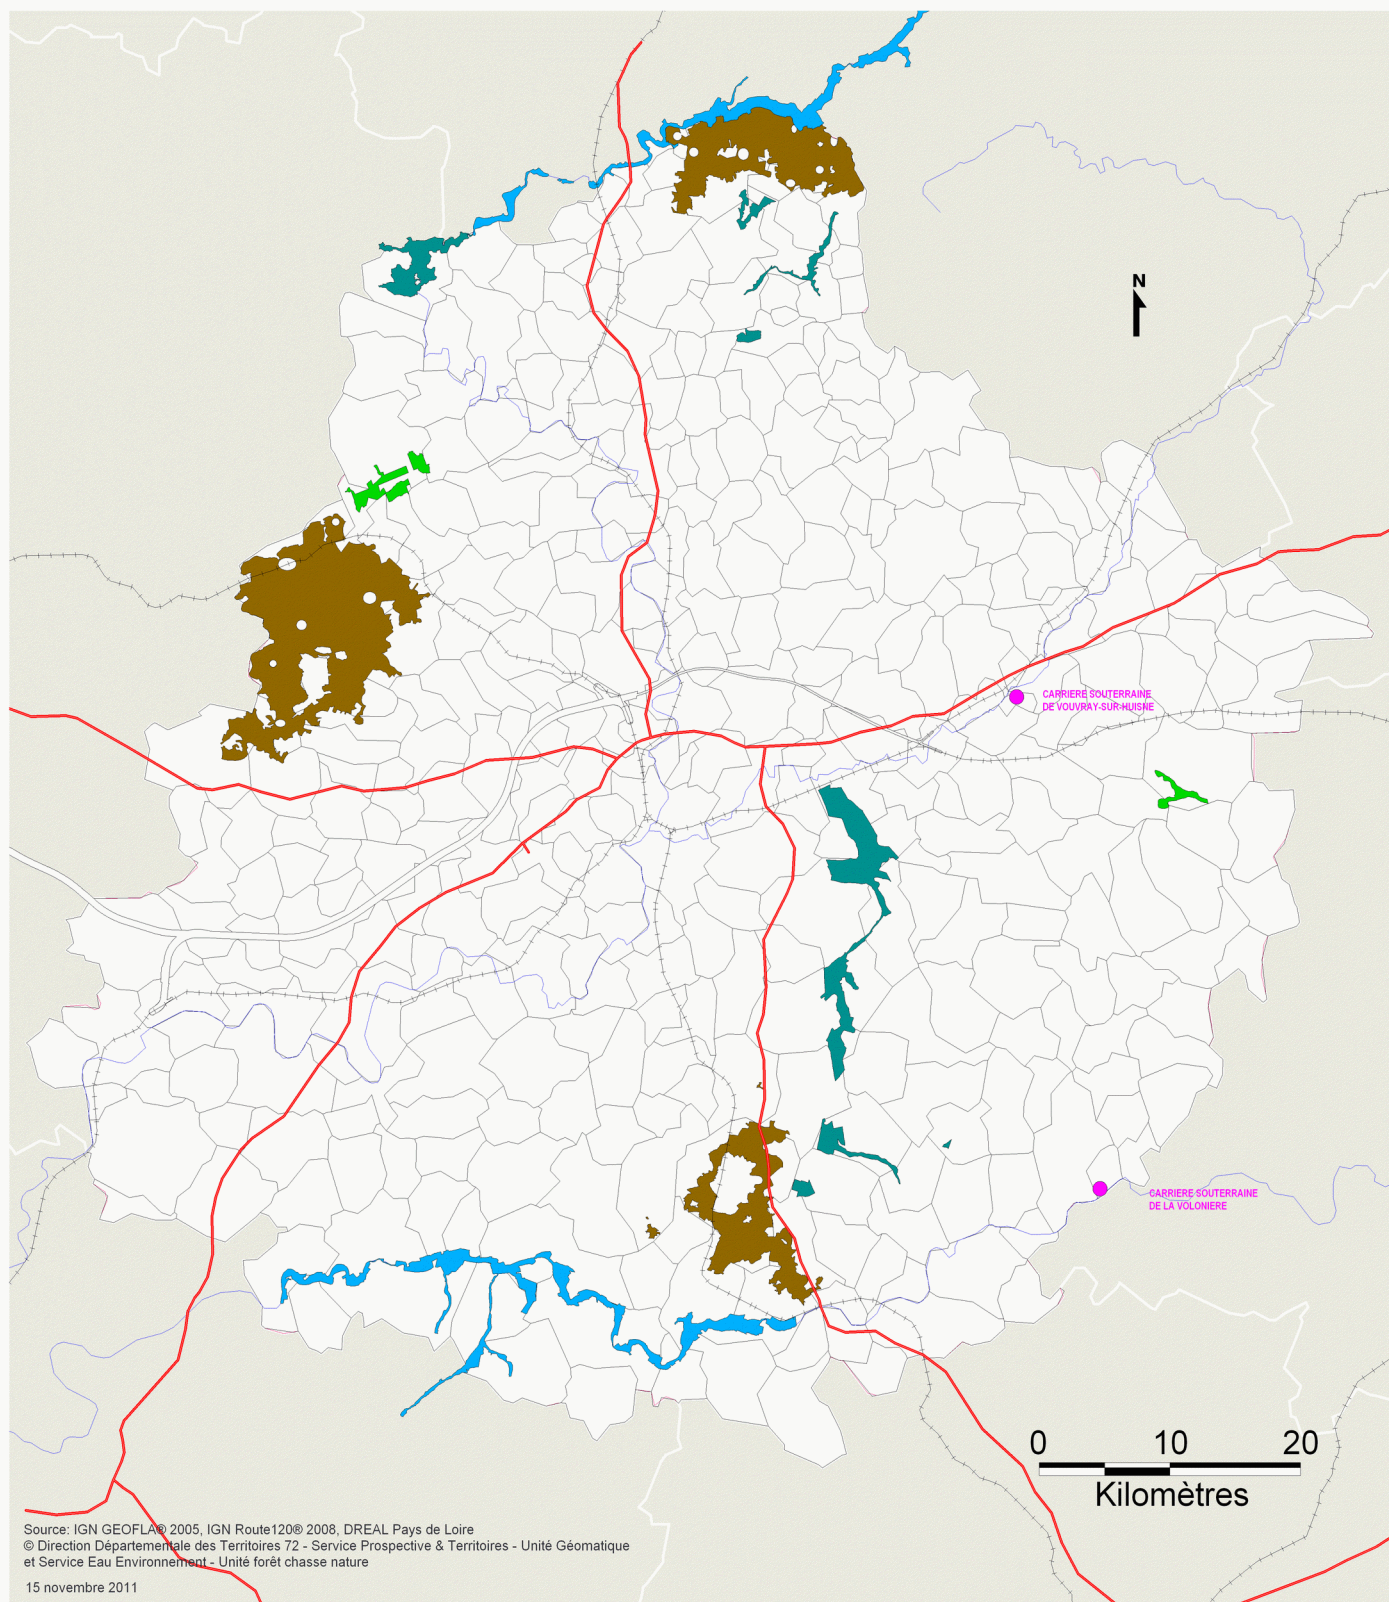 N
CARRIERE SOUTERRAINE
DE VOUVRAY-SUR-HUISNE
CARRIERE SOUTERRAINE
DE LA VOLONIERE
0 10 20
Kilomètres
Source: IGN GEOFLA® 2005, IGN Route120® 2008, DREAL Pays de Loire
© Direction Départementale des Territoires 72 - Service Prospective & Territoires - Unité Géomatique
et Service Eau Environnement - Unité forêt chasse nature
15 novembre 2011